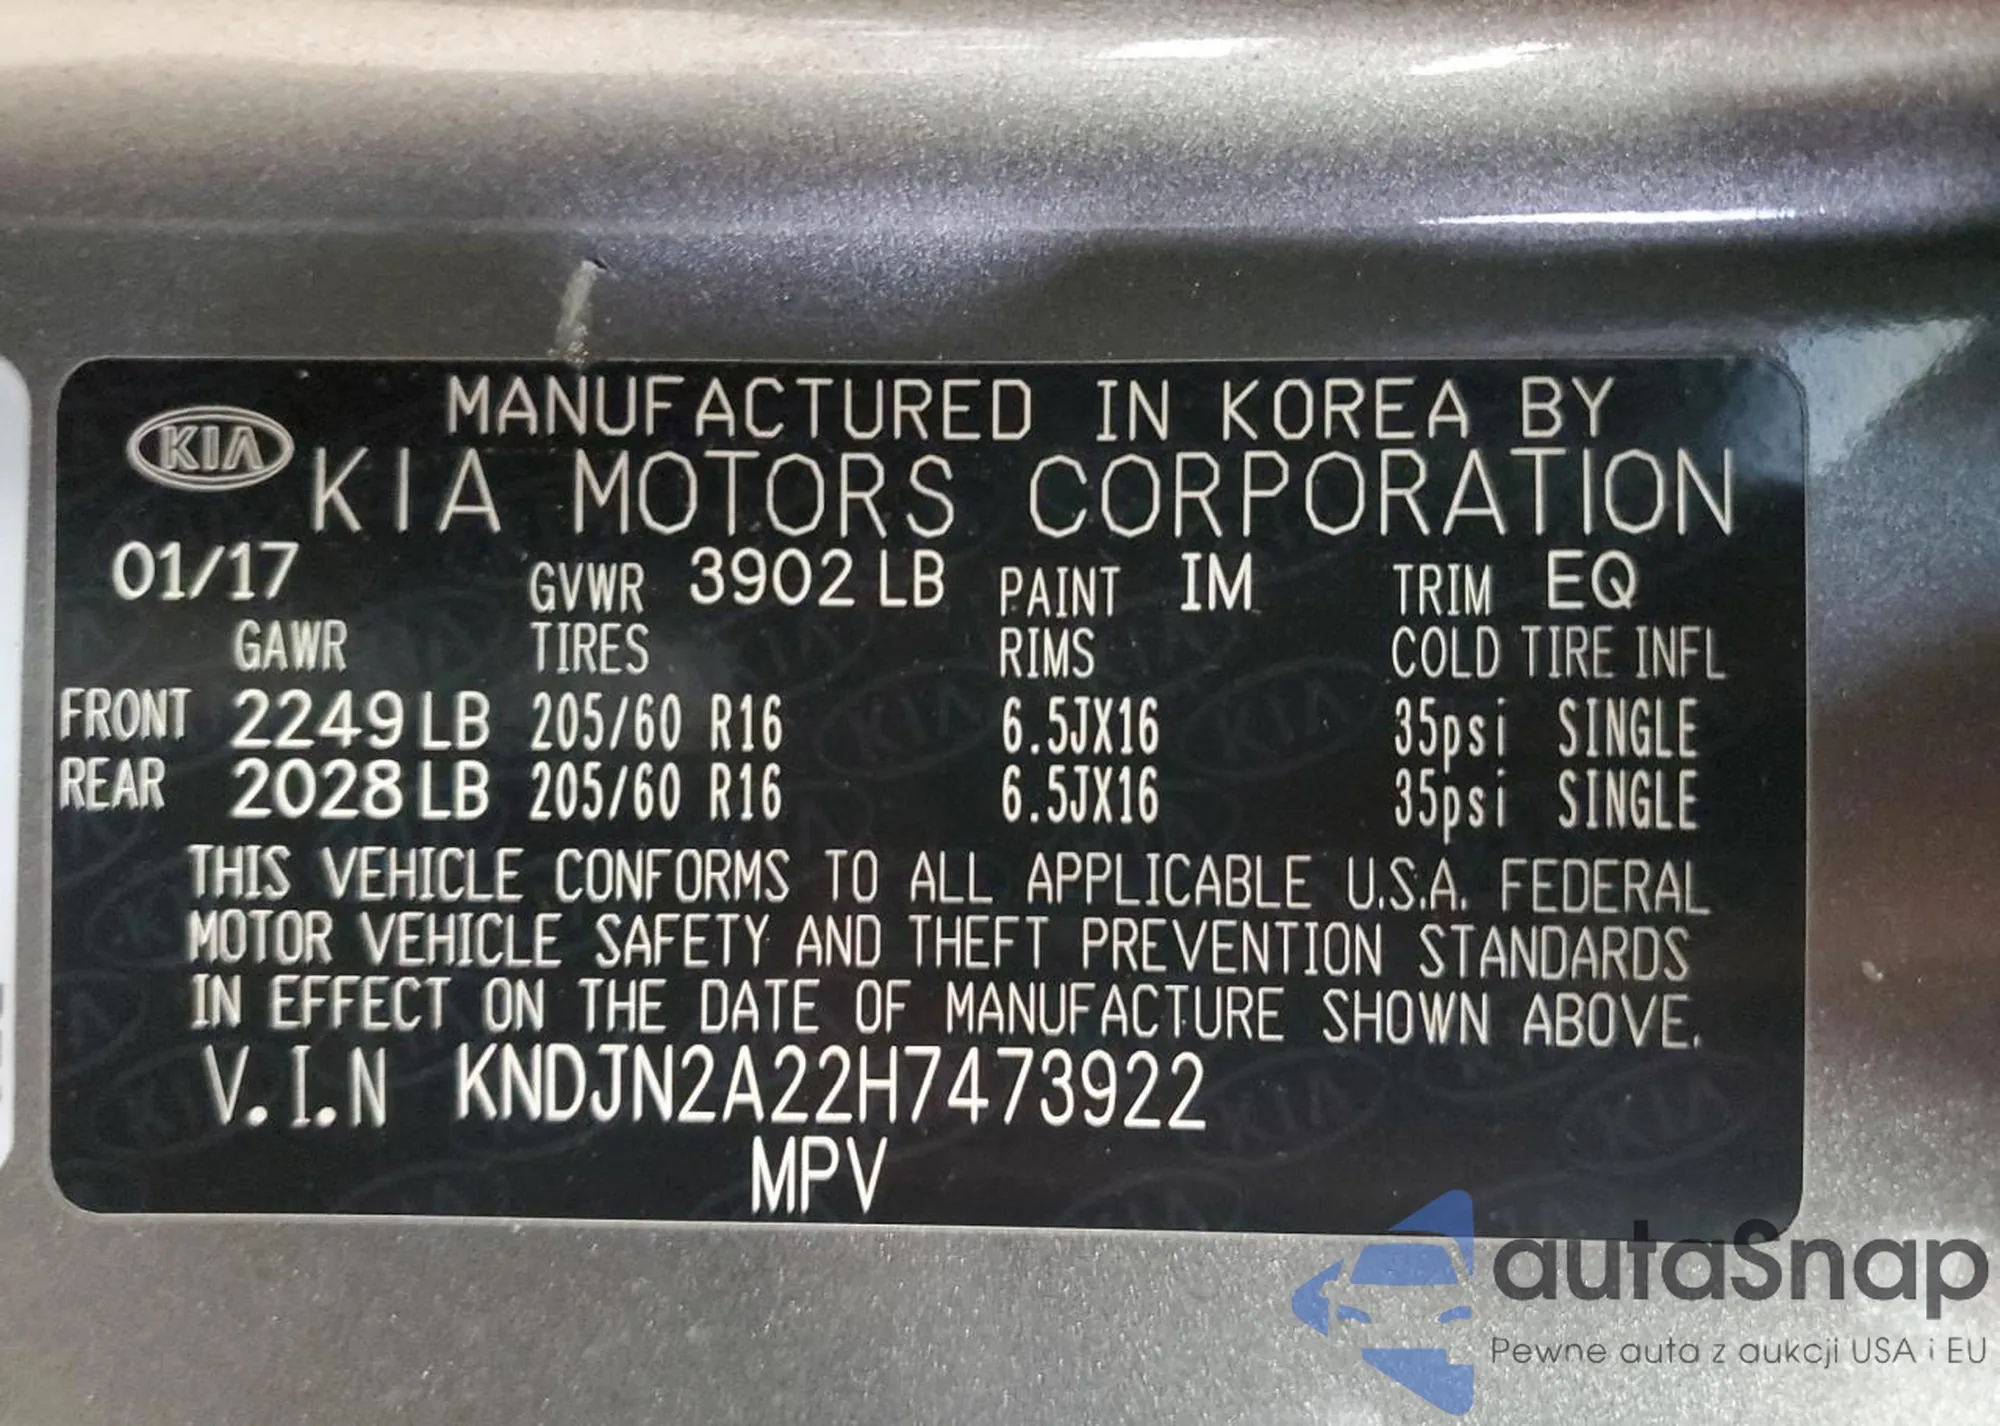 MANUFACTURED IN KOREA BY
KIA KIA MOTORS CORPORATION
01/17 GVWR 3902 LB PAINT IM TRIM EQ
GAWR TIRES RIMS COLD TIRE INFL
FRONT 2249 LB 205/60 R16 6.5JX16 35psi SINGLE
REAR 2028 LB 205/60 R16 6.5JX16 35psi SINGLE
THIS VEHICLE CONFORMS TO ALL APPLICABLE U.S.A. FEDERAL
MOTOR VEHICLE SAFETY AND THEFT PREVENTION STANDARDS
IN EFFECT ON THE DATE OF MANUFACTURE SHOWN ABOVE.
V.I.N KNDJN2A22H7473922
MPV
autaSnap
Pewne auta z aukcji USA i EU